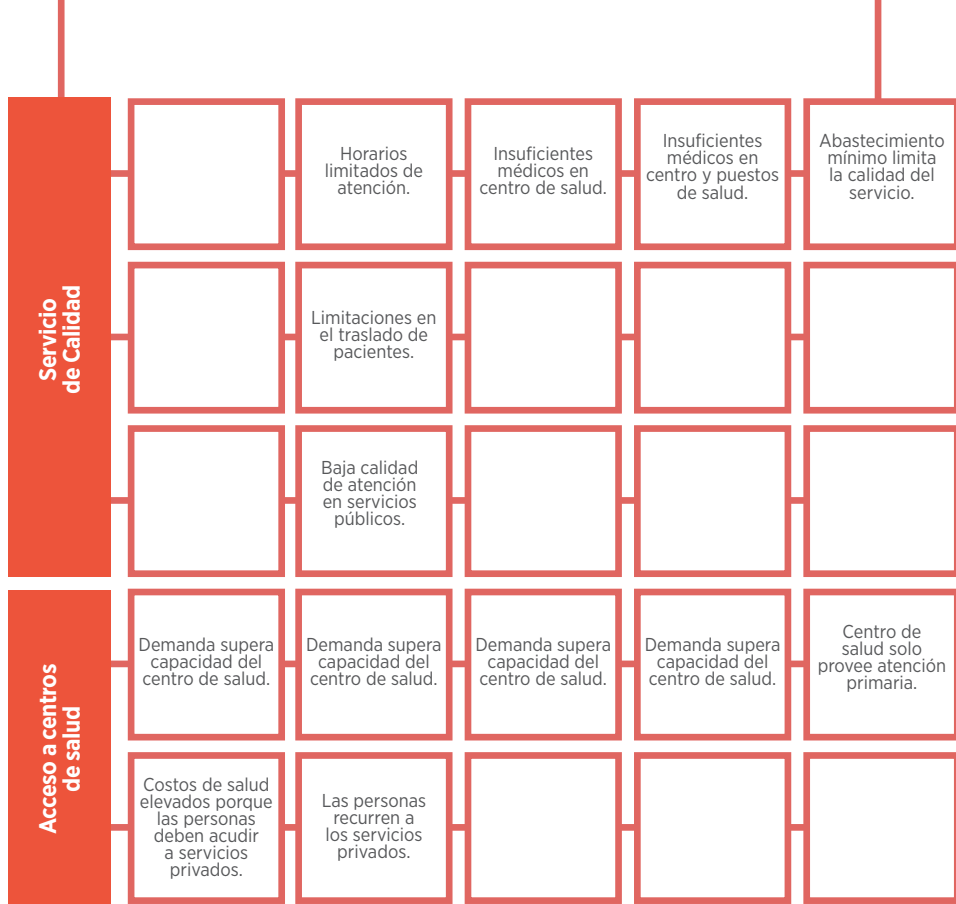 Servicio
de Calidad
Horarios
limitados de
atención.
Insuficientes
médicos en
centro de salud.
Insuficientes
médicos en
centro y puestos
de salud.
Abastecimiento
mínimo limita
la calidad del
servicio.
Limitaciones en
el traslado de
pacientes.
Baja calidad
de atención
en servicios
públicos.
Acceso a centros
de salud
Demanda supera
capacidad del
centro de salud.
Demanda supera
capacidad del
centro de salud.
Demanda supera
capacidad del
centro de salud.
Demanda supera
capacidad del
centro de salud.
Centro de
salud solo
provee atención
primaria.
Costos de salud
elevados porque
las personas
deben acudir
a servicios
privados.
Las personas
recurren a
los servicios
privados.